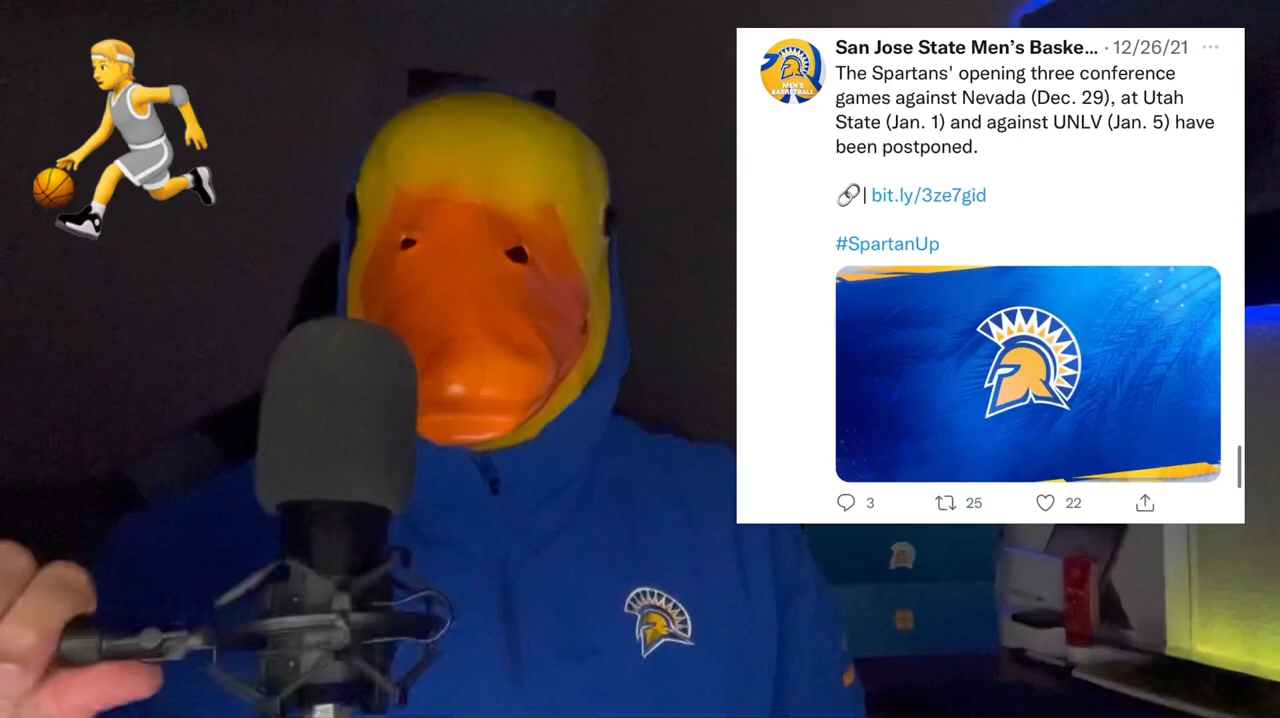 San Jose State Men’s Baske... · 12/26/21
The Spartans' opening three conference
games against Nevada (Dec. 29), at Utah
State (Jan. 1) and against UNLV (Jan. 5) have
been postponed.
| bit.ly/3ze7gid
#SpartanUp
MEN'S
BASKETBALL
3 25 22